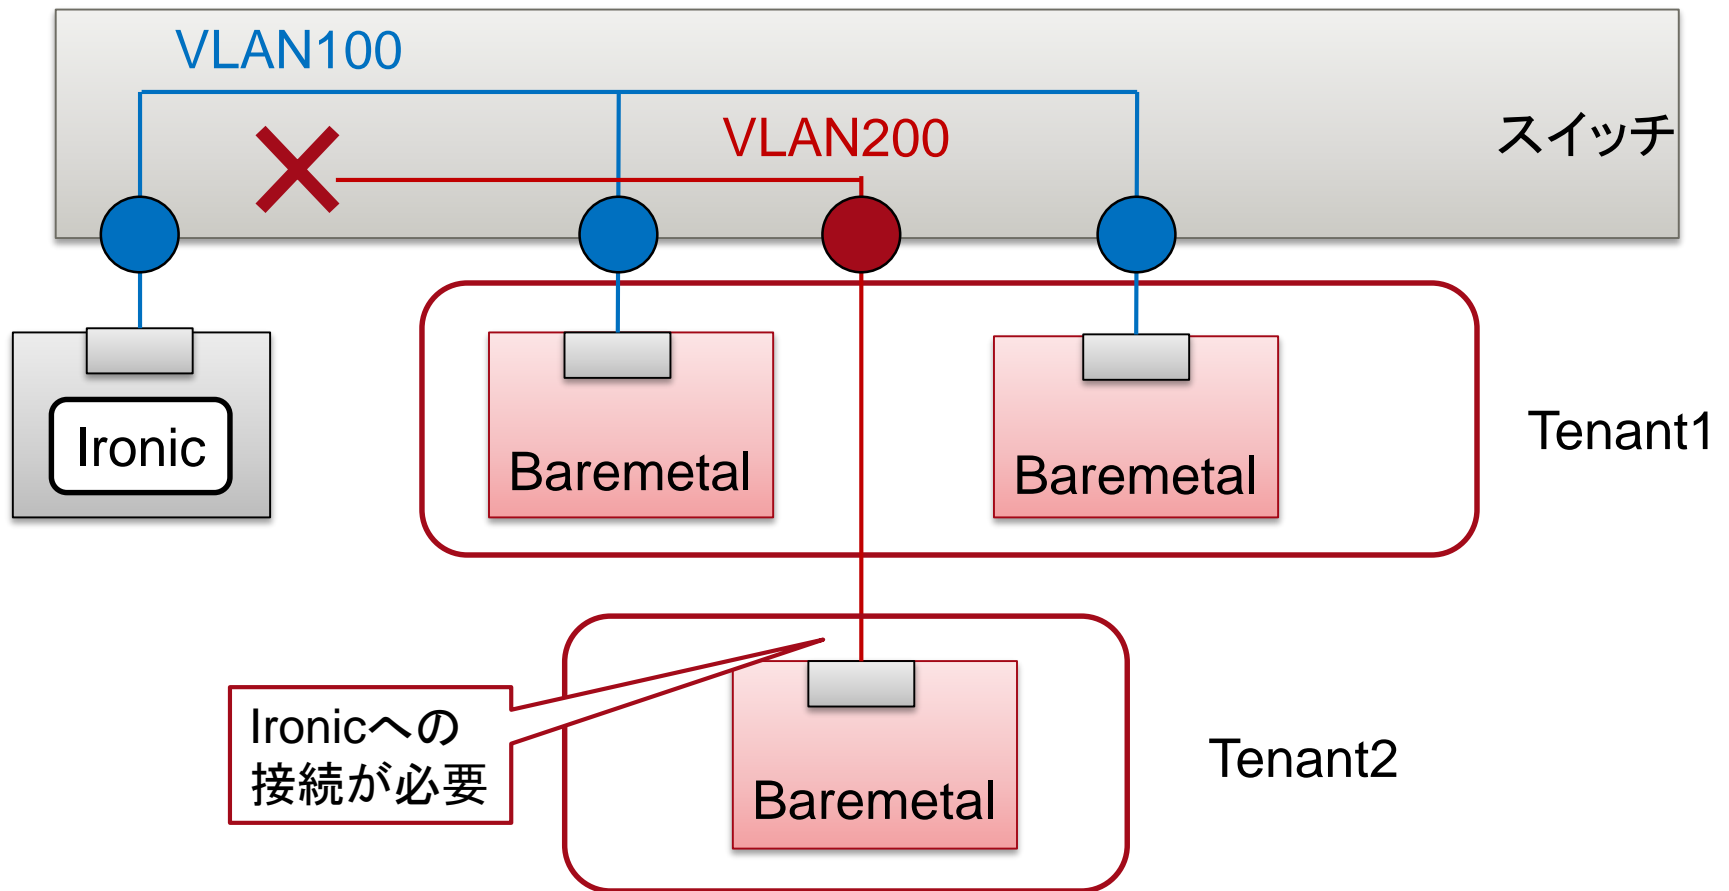 VLAN100
VLAN200
スイッチ
Ironic
Baremetal
Baremetal
Tenant1
Ironicへの
接続が必要
Baremetal
Tenant2